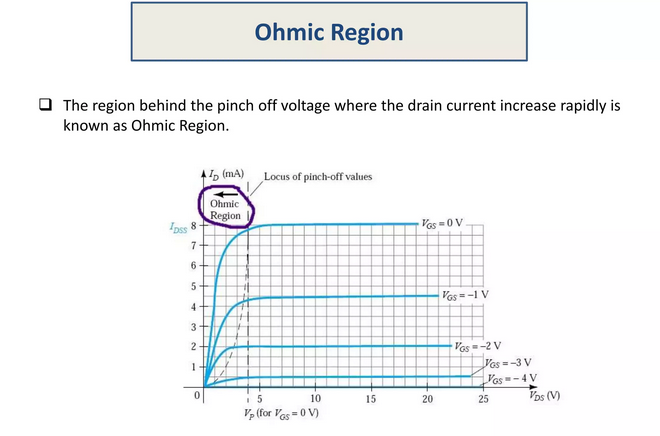 Ohmic Region
❑ The region behind the pinch off voltage where the drain current increase rapidly is
known as Ohmic Region.
I_D (mA)
Locus of pinch-off values
Ohmic
Region
I_DSS 8
V_GS = 0 V
7
6
5
V_GS = −1 V
4
3
2
V_GS = −2 V
V_GS = −3 V
1
V_GS = − 4 V
0 5 10 15 20 25 V_DS (V)
V_p (for V_GS = 0 V)